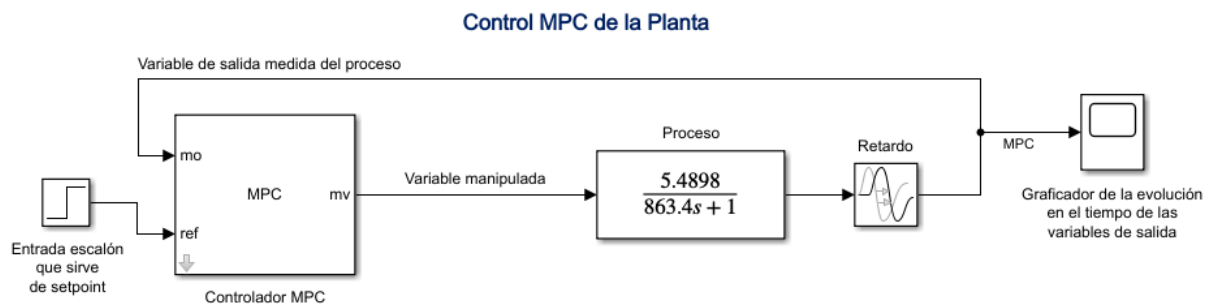 Control MPC de la Planta
Variable de salida medida del proceso
mo
MPC
mv
ref
Controlador MPC
Entrada escalón
que sirve
de setpoint
Variable manipulada
Proceso
5.4898
863.4s + 1
Retardo
MPC
Graficador de la evolución
en el tiempo de las
variables de salida